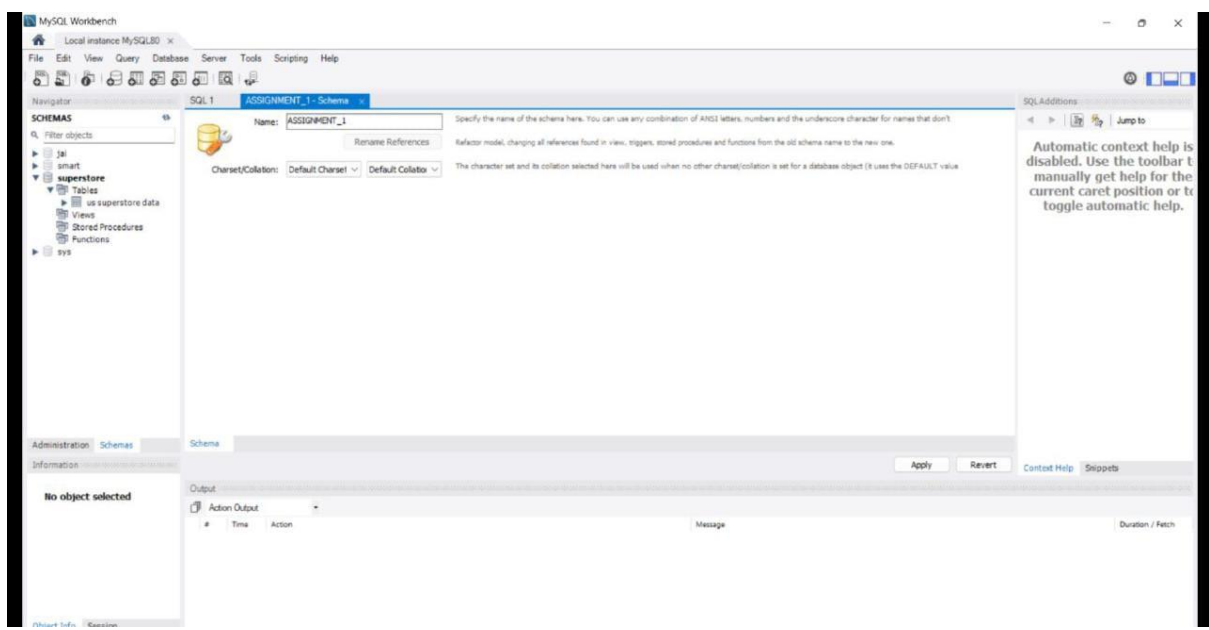 MySQL Workbench
Local instance MySQL80 ×
File Edit View Query Database Server Tools Scripting Help
Navigator
SCHEMAS
Filter objects
jai
smart
superstore
Tables
us superstore data
Views
Stored Procedures
Functions
sys
Administration Schemas
Information
No object selected
Object Info Session
SQL 1 ASSIGNMENT_1 - Schema ×
Name: ASSIGNMENT_1 Specify the name of the schema here. You can use any combination of ANSI letters, numbers and the underscore character for names that don't
Rename References Refactor model, changing all references found in view, triggers, stored procedures and functions from the old schema name to the new one.
Charset/Collation: Default Charset Default Collatio The character set and its collation selected here will be used when no other charset/collation is set for a database object (it uses the DEFAULT value
Schema
Apply Revert
Output
Action Output
# Time Action Message Duration / Fetch
SQLAdditions
Jump to
Automatic context help is
disabled. Use the toolbar t
manually get help for the
current caret position or to
toggle automatic help.
Context Help Snippets